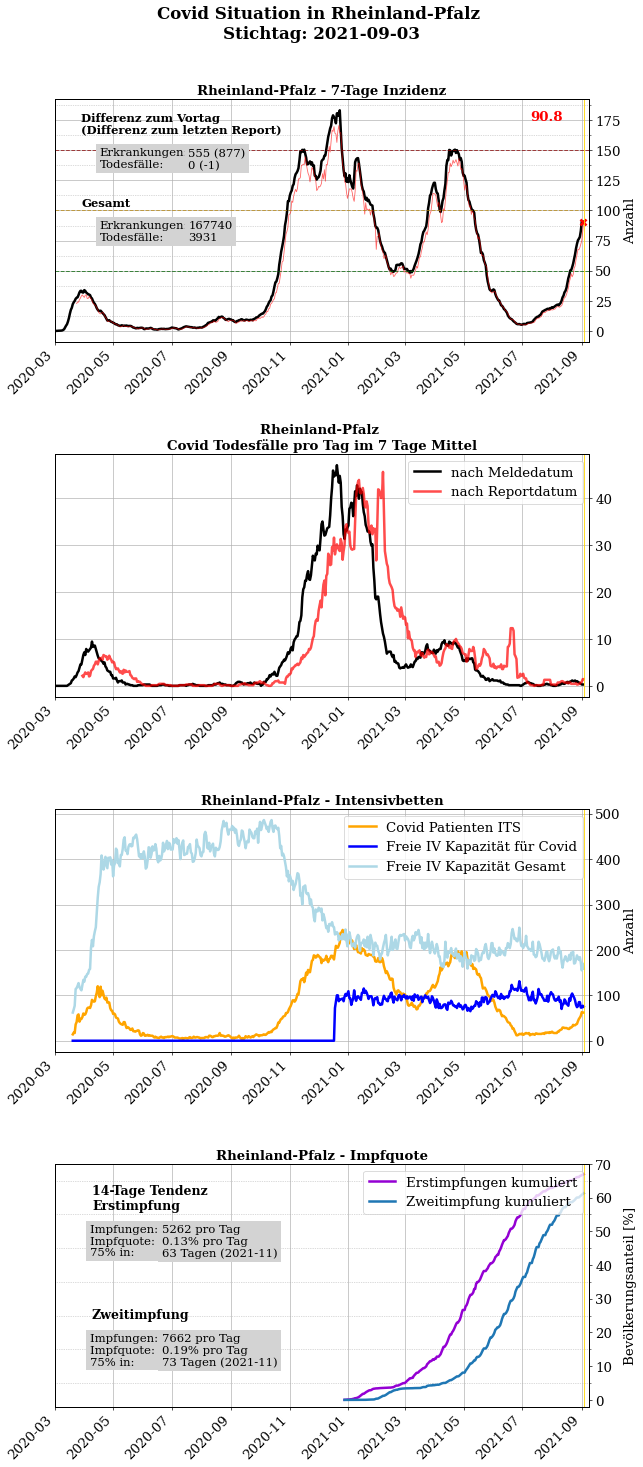 Covid Situation in Rheinland-Pfalz
Stichtag: 2021-09-03
Rheinland-Pfalz - 7-Tage Inzidenz
Differenz zum Vortag
(Differenz zum letzten Report)
Erkrankungen 555 (877)
Todesfälle: 0 (-1)
Gesamt
Erkrankungen 167740
Todesfälle: 3931
90.8
175
150
125
100
75
50
25
0
Anzahl
2020-03
2020-05
2020-07
2020-09
2020-11
2021-01
2021-03
2021-05
2021-07
2021-09
Rheinland-Pfalz
Covid Todesfälle pro Tag im 7 Tage Mittel
nach Meldedatum
nach Reportdatum
40
30
20
10
0
2020-03
2020-05
2020-07
2020-09
2020-11
2021-01
2021-03
2021-05
2021-07
2021-09
Rheinland-Pfalz - Intensivbetten
Covid Patienten ITS
Freie IV Kapazität für Covid
Freie IV Kapazität Gesamt
500
400
300
200
100
0
Anzahl
2020-03
2020-05
2020-07
2020-09
2020-11
2021-01
2021-03
2021-05
2021-07
2021-09
Rheinland-Pfalz - Impfquote
14-Tage Tendenz
Erstimpfung
Impfungen: 5262 pro Tag
Impfquote: 0.13% pro Tag
75% in: 63 Tagen (2021-11)
Zweitimpfung
Impfungen: 7662 pro Tag
Impfquote: 0.19% pro Tag
75% in: 73 Tagen (2021-11)
Erstimpfungen kumuliert
Zweitimpfung kumuliert
70
60
50
40
30
20
10
0
Bevölkerungsanteil [%]
2020-03
2020-05
2020-07
2020-09
2020-11
2021-01
2021-03
2021-05
2021-07
2021-09